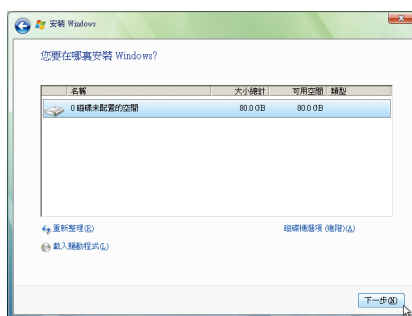 安裝 Windows
您要在哪裏安裝 Windows?
名稱 大小總計 可用空間 類型
0 磁碟未配置的空間 80.0 GB 80.0 GB
重新整理(R) 磁碟機選項 (進階)(A)
載入驅動程式(L)
下一步(N)